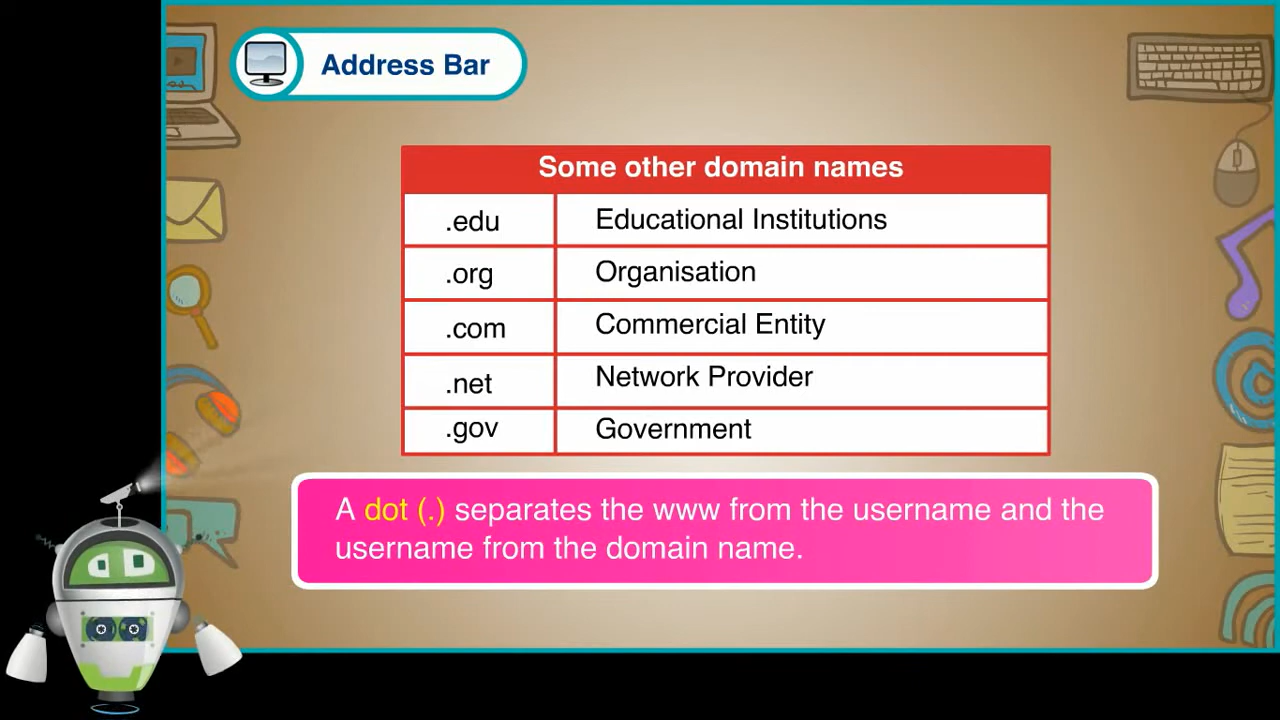 Address Bar
Some other domain names
.edu Educational Institutions
.org Organisation
.com Commercial Entity
.net Network Provider
.gov Government
A dot (.) separates the www from the username and the
username from the domain name.